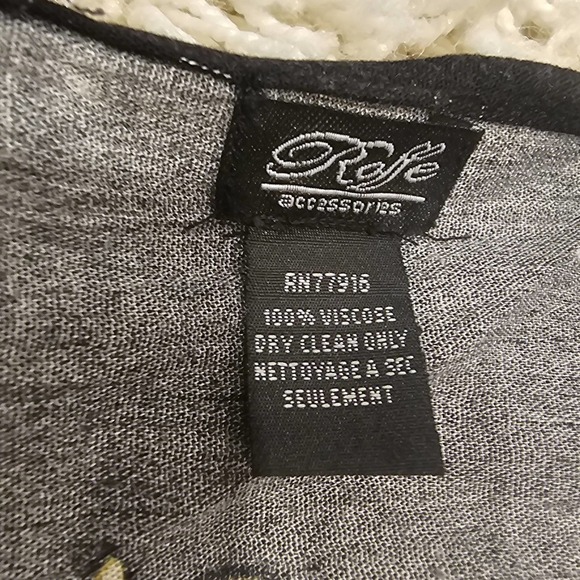 Rofe
accessories
RN77916
100% VISCOSE
DRY CLEAN ONLY
NETTOYAGE A SEC
SEULEMENT